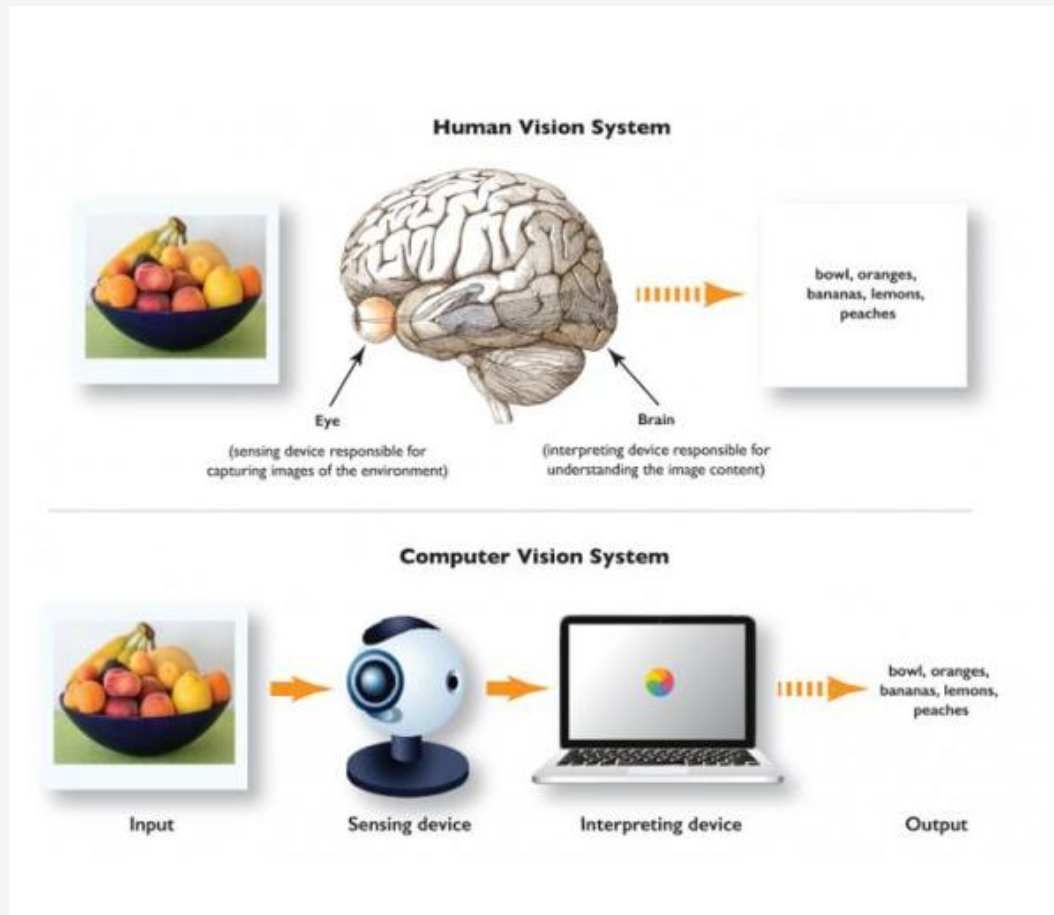 Human Vision System
bowl, oranges,
bananas, lemons,
peaches
Eye
(sensing device responsible for
capturing images of the environment)
Brain
(interpreting device responsible for
understanding the image content)
Computer Vision System
bowl, oranges,
bananas, lemons,
peaches
Input
Sensing device
Interpreting device
Output